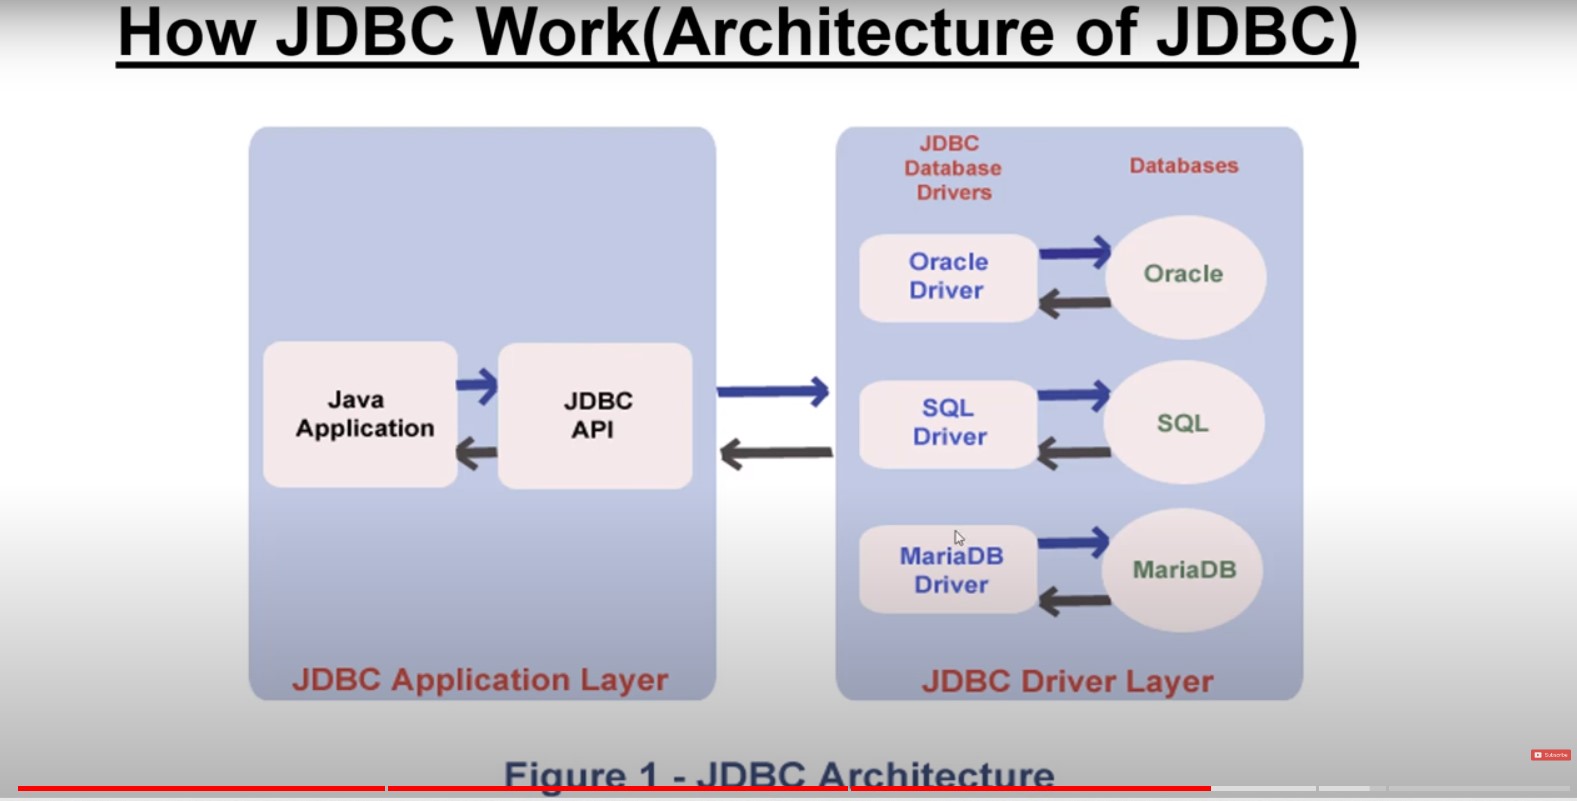 How JDBC Work(Architecture of JDBC)
JDBC
Database
Drivers
Databases
Oracle
Driver
Oracle
Java
Application
JDBC
API
SQL
Driver
SQL
MariaDB
Driver
MariaDB
JDBC Application Layer
JDBC Driver Layer
Subscribe
Figure 1 - JDBC Architecture